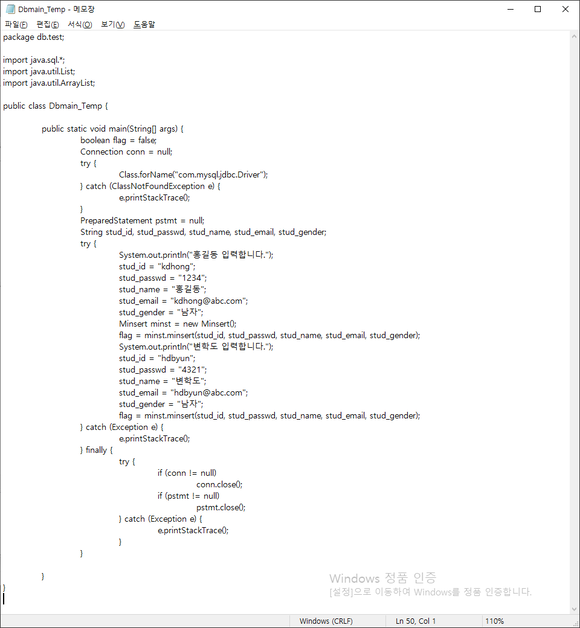 Dbmain_Temp - 메모장
파일(F) 편집(E) 서식(O) 보기(V) 도움말
package db.test;

import java.sql.*;
import java.util.List;
import java.util.ArrayList;

public class Dbmain_Temp {

public static void main(String[] args) {
boolean flag = false;
Connection conn = null;
try {
Class.forName("com.mysql.jdbc.Driver");
} catch (ClassNotFoundException e) {
e.printStackTrace();
}
PreparedStatement pstmt = null;
String stud_id, stud_passwd, stud_name, stud_email, stud_gender;
try {
System.out.println("홍길동 입력합니다.");
stud_id = "kdhong";
stud_passwd = "1234";
stud_name = "홍길동";
stud_email = "kdhong@abc.com";
stud_gender = "남자";
Minsert minst = new Minsert();
flag = minst.minsert(stud_id, stud_passwd, stud_name, stud_email, stud_gender);
System.out.println("변학도 입력합니다.");
stud_id = "hdbyun";
stud_passwd = "4321";
stud_name = "변학도";
stud_email = "hdbyun@abc.com";
stud_gender = "남자";
flag = minst.minsert(stud_id, stud_passwd, stud_name, stud_email, stud_gender);
} catch (Exception e) {
e.printStackTrace();
} finally {
try {
if (conn != null)
conn.close();
if (pstmt != null)
pstmt.close();
} catch (Exception e) {
e.printStackTrace();
}
}

}
}
Windows 정품 인증
[설정]으로 이동하여 Windows를 정품 인증합니다.
Windows (CRLF) Ln 50, Col 1 110%